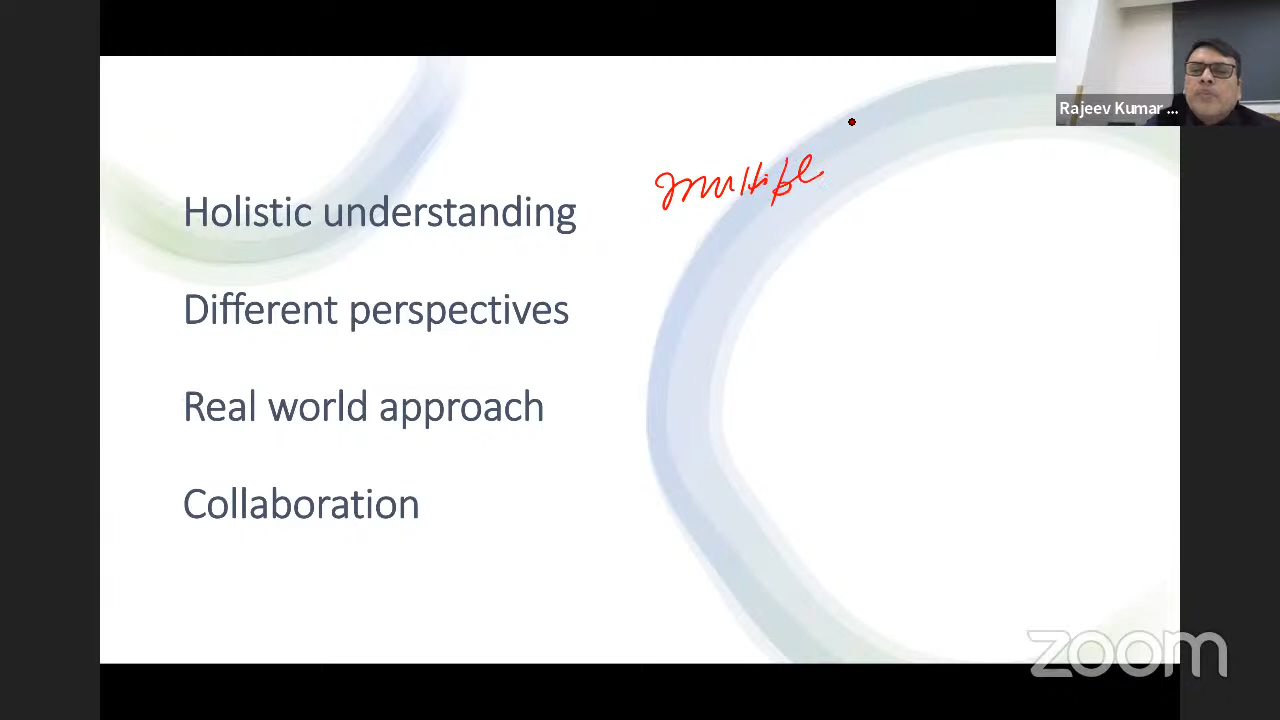 Rajeev Kumar ...
multiple
Holistic understanding
Different perspectives
Real world approach
Collaboration
zoom